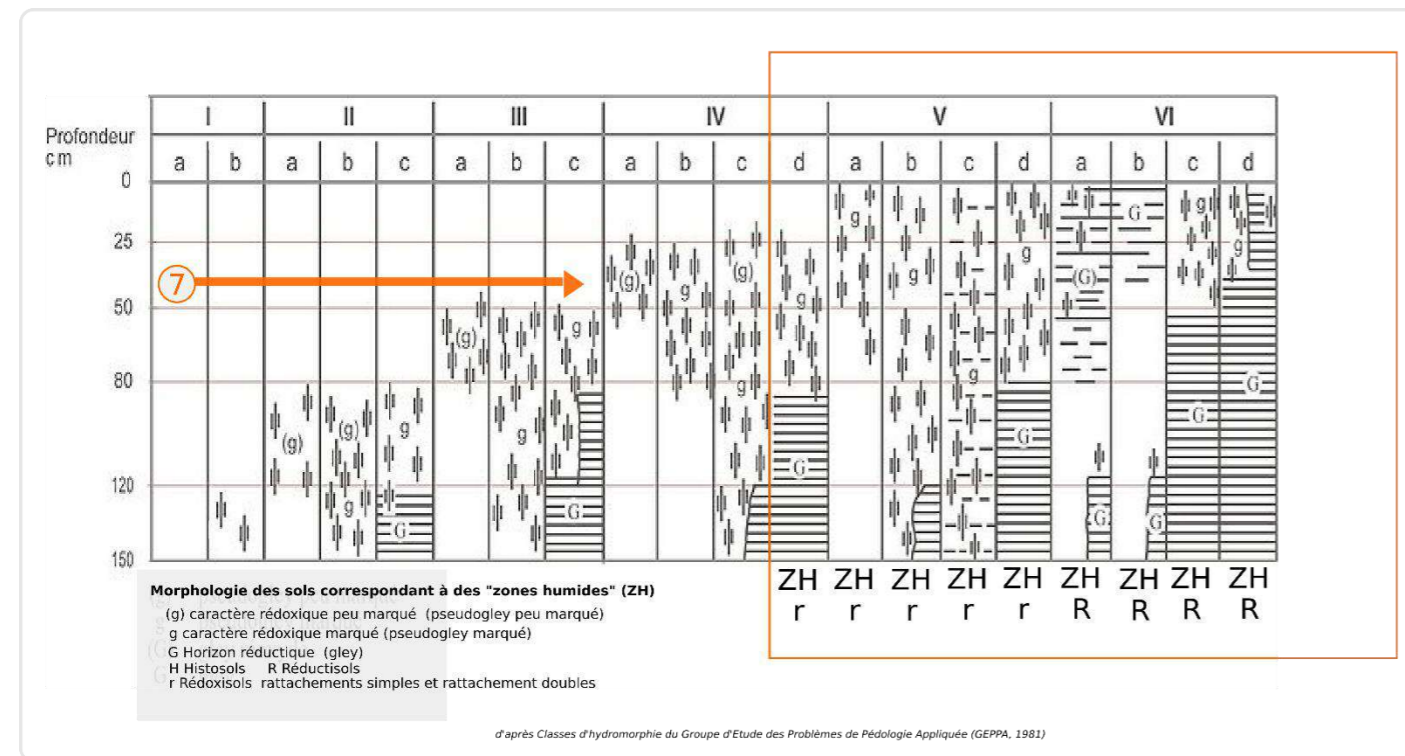 I II III IV V VI
Profondeur
cm
a b a b c a b c a b c d a b c d a b c d
0
25
50
80
120
150
7
(g) (g) g g (g) g g (g) (g) g g (g) g g g g g g g G (G) G G g G g G G G G G G
ZH ZH ZH ZH ZH ZH ZH ZH ZH
r r r r r R R R R
Morphologie des sols correspondant à des "zones humides" (ZH)
(g) caractère rédoxique peu marqué (pseudogley peu marqué)
g caractère rédoxique marqué (pseudogley marqué)
G Horizon réductique (gley)
H Histosols R Réductisols
r Rédoxisols rattachements simples et rattachement doubles
d'après Classes d'hydromorphie du Groupe d'Etude des Problèmes de Pédologie Appliquée (GEPPA, 1981)